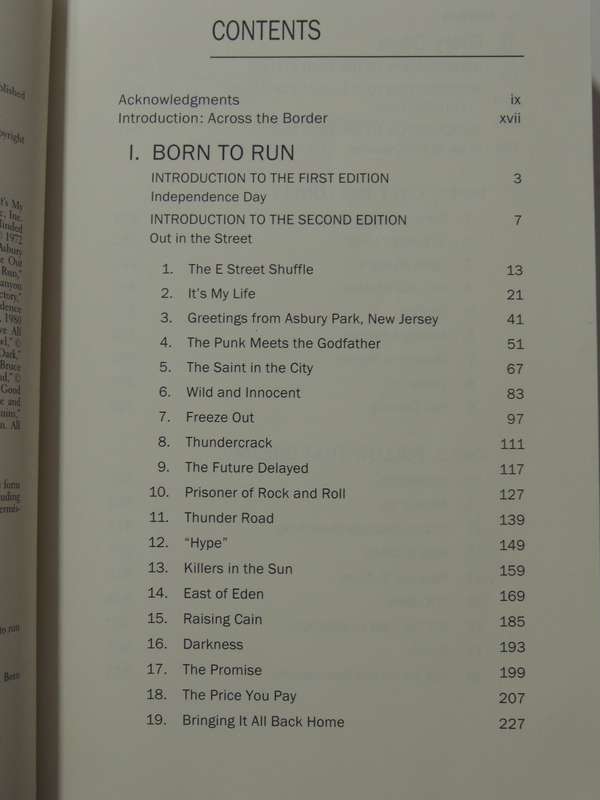 CONTENTS
Acknowledgments ix
Introduction: Across the Border xvii
I. BORN TO RUN
INTRODUCTION TO THE FIRST EDITION 3
Independence Day
INTRODUCTION TO THE SECOND EDITION 7
Out in the Street
1. The E Street Shuffle 13
2. It's My Life 21
3. Greetings from Asbury Park, New Jersey 41
4. The Punk Meets the Godfather 51
5. The Saint in the City 67
6. Wild and Innocent 83
7. Freeze Out 97
8. Thundercrack 111
9. The Future Delayed 117
10. Prisoner of Rock and Roll 127
11. Thunder Road 139
12. “Hype” 149
13. Killers in the Sun 159
14. East of Eden 169
15. Raising Cain 185
16. Darkness 193
17. The Promise 199
18. The Price You Pay 207
19. Bringing It All Back Home 227